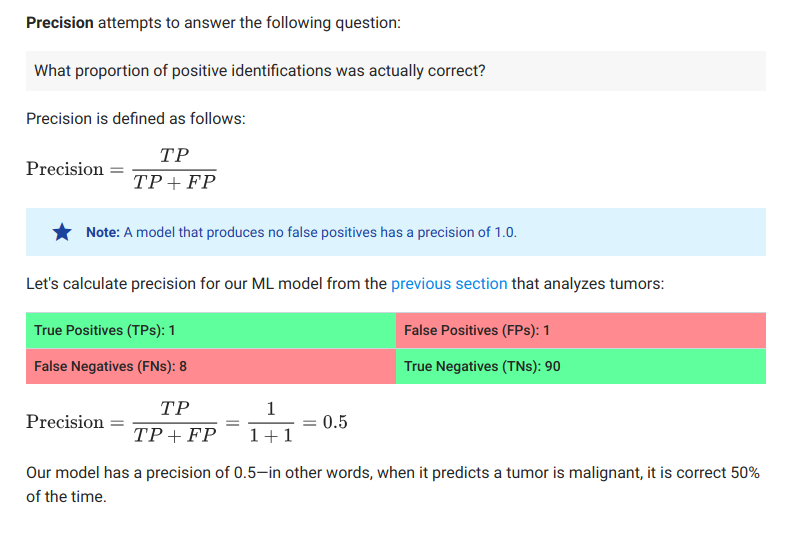 Precision attempts to answer the following question:
What proportion of positive identifications was actually correct?
Precision is defined as follows:
Precision = TP / (TP + FP)
Note: A model that produces no false positives has a precision of 1.0.
Let's calculate precision for our ML model from the previous section that analyzes tumors:
True Positives (TPs): 1
False Positives (FPs): 1
False Negatives (FNs): 8
True Negatives (TNs): 90
Precision = TP / (TP + FP) = 1 / (1 + 1) = 0.5
Our model has a precision of 0.5—in other words, when it predicts a tumor is malignant, it is correct 50%
of the time.